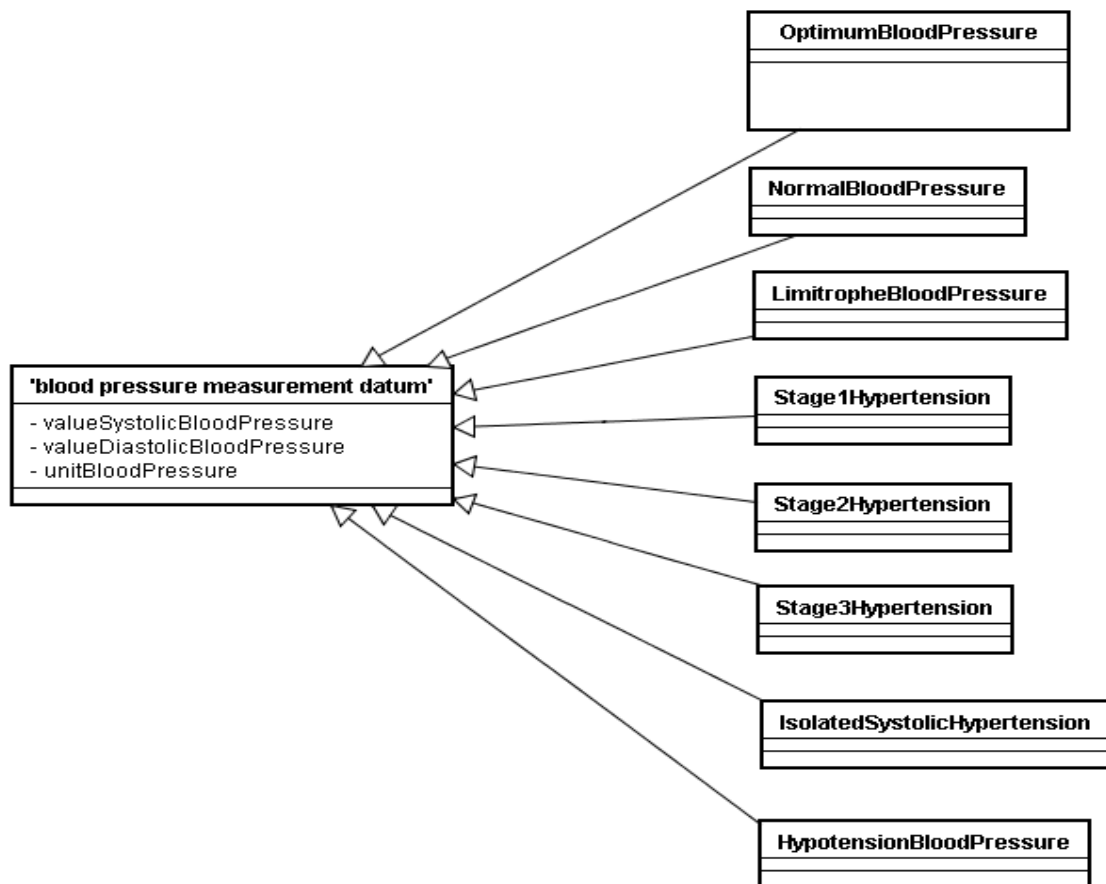 OptimumBloodPressure
NormalBloodPressure
LimitropheBloodPressure
'blood pressure measurement datum'
- valueSystolicBloodPressure
- valueDiastolicBloodPressure
- unitBloodPressure
Stage1Hypertension
Stage2Hypertension
Stage3Hypertension
IsolatedSystolicHypertension
HypotensionBloodPressure